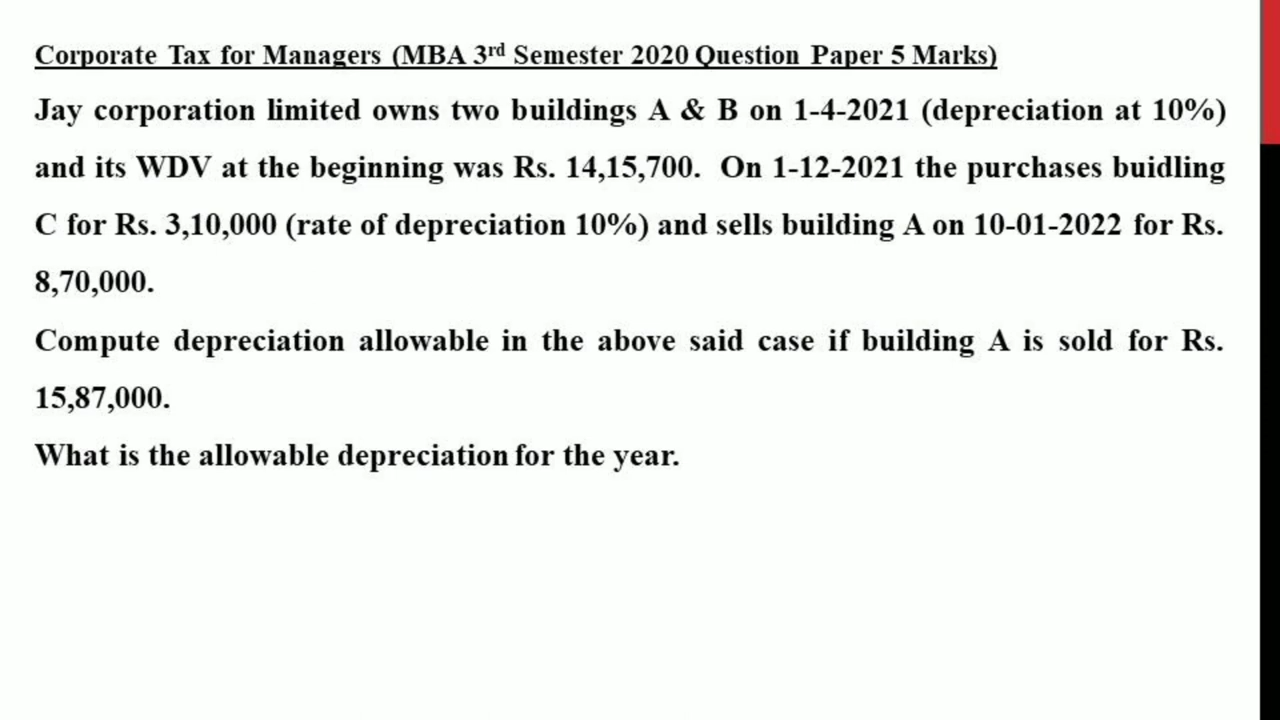 Corporate Tax for Managers (MBA 3rd Semester 2020 Question Paper 5 Marks)
Jay corporation limited owns two buildings A & B on 1-4-2021 (depreciation at 10%)
and its WDV at the beginning was Rs. 14,15,700. On 1-12-2021 the purchases buidling
C for Rs. 3,10,000 (rate of depreciation 10%) and sells building A on 10-01-2022 for Rs.
8,70,000.
Compute depreciation allowable in the above said case if building A is sold for Rs.
15,87,000.
What is the allowable depreciation for the year.